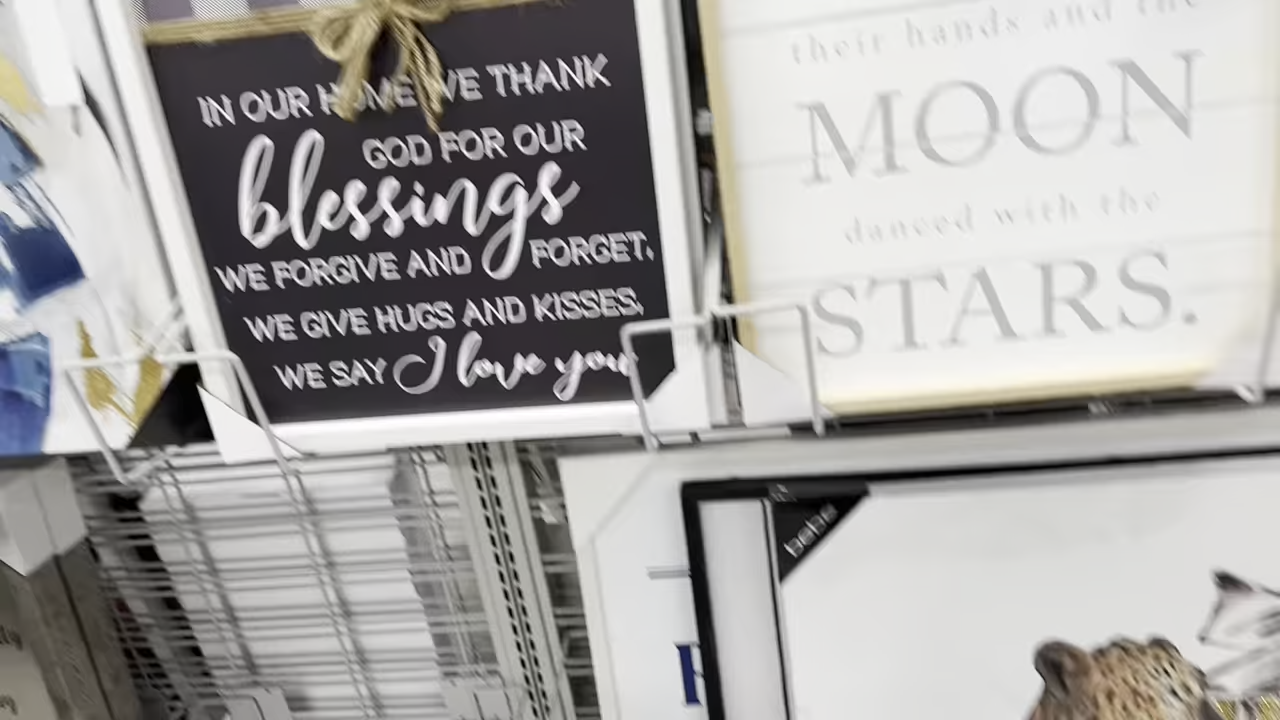 IN OUR HOME WE THANK
GOD FOR OUR
blessings
WE FORGIVE AND FORGET,
WE GIVE HUGS AND KISSES,
WE SAY I love you
their hands and the
MOON
danced with the
STARS.
bebe